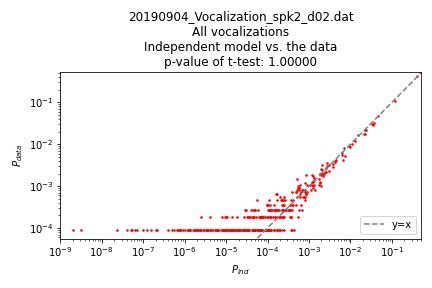 20190904_Vocalization_spk2_d02.dat
All vocalizations
Independent model vs. the data
p-value of t-test: 1.00000
10⁻¹
10⁻²
10⁻³
10⁻⁴
P_data
y=x
10⁻⁹ 10⁻⁸ 10⁻⁷ 10⁻⁶ 10⁻⁵ 10⁻⁴ 10⁻³ 10⁻² 10⁻¹
P_ind